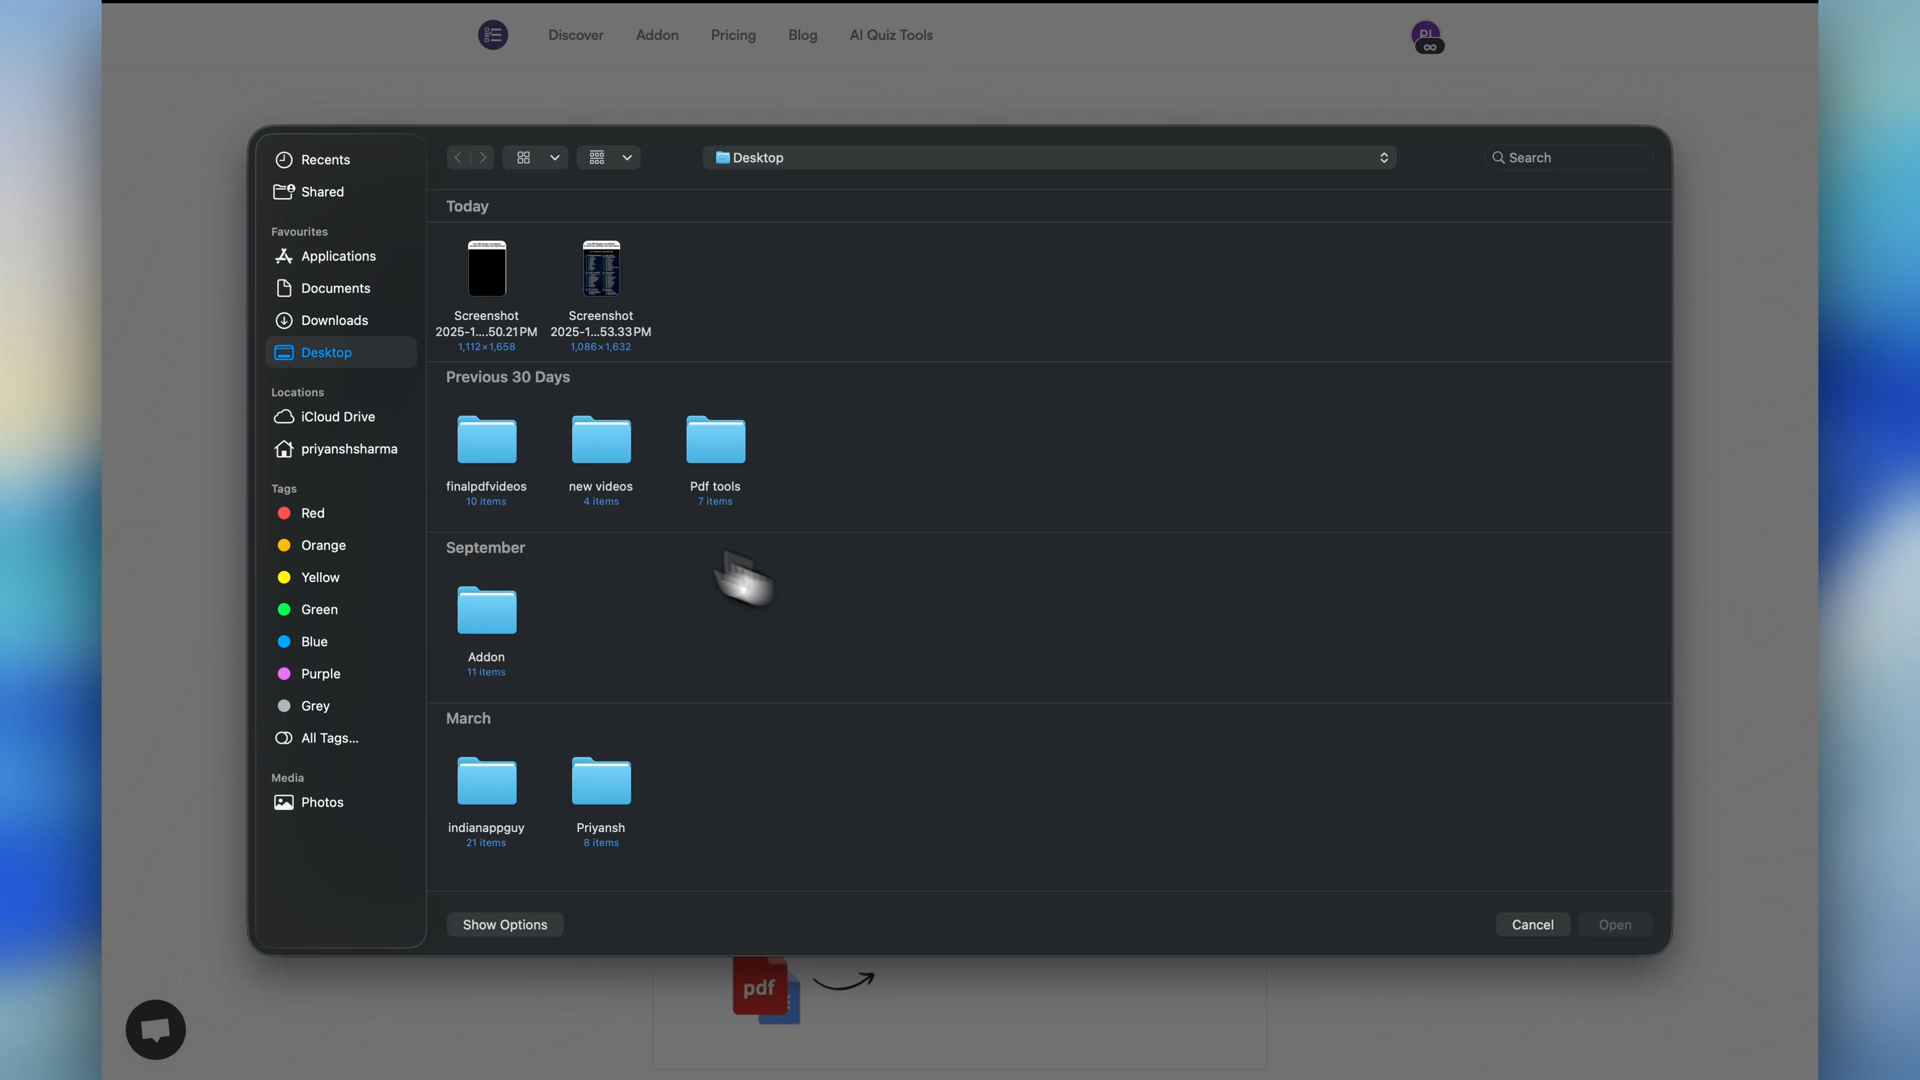 Discover
Addon
Pricing
Blog
AI Quiz Tools
PI
Recents
Shared
Favourites
Applications
Documents
Downloads
Desktop
Locations
iCloud Drive
priyanshsharma
Tags
Red
Orange
Yellow
Green
Blue
Purple
Grey
All Tags...
Media
Photos
Desktop
Search
Today
Screenshot
2025-1....50.21 PM
1,112×1,658
Screenshot
2025-1...53.33 PM
1,086×1,632
Previous 30 Days
finalpdfvideos
10 items
new videos
4 items
Pdf tools
7 items
September
Addon
11 items
March
indianappguy
21 items
Priyansh
8 items
Show Options
Cancel
Open
pdf